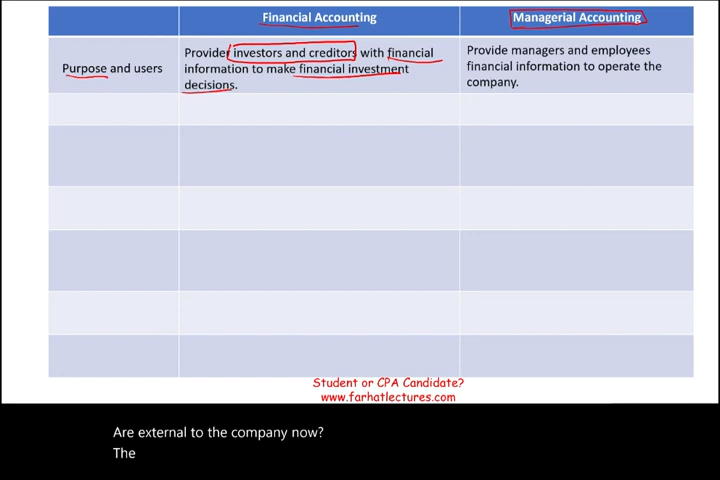 Financial Accounting
Managerial Accounting
Purpose and users
Provider investors and creditors with financial
information to make financial investment
decisions.
Provide managers and employees
financial information to operate the
company.
Student or CPA Candidate?
www.farhatlectures.com
Are external to the company now?
The